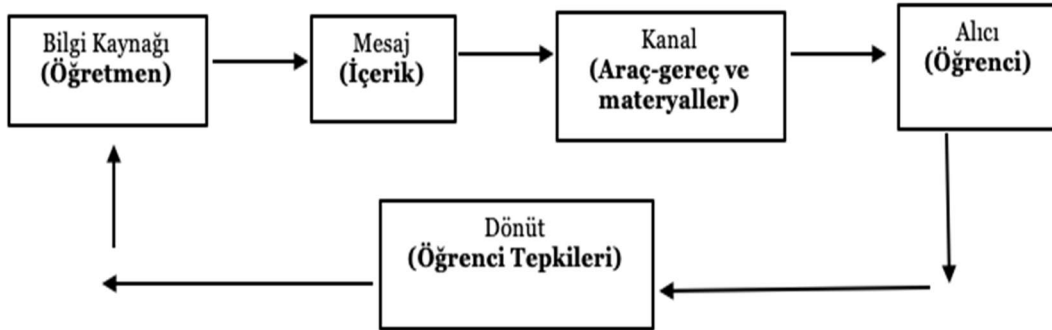 Bilgi Kaynağı
(Öğretmen)
Mesaj
(İçerik)
Kanal
(Araç-gereç ve
materyaller)
Alıcı
(Öğrenci)
Dönüt
(Öğrenci Tepkileri)